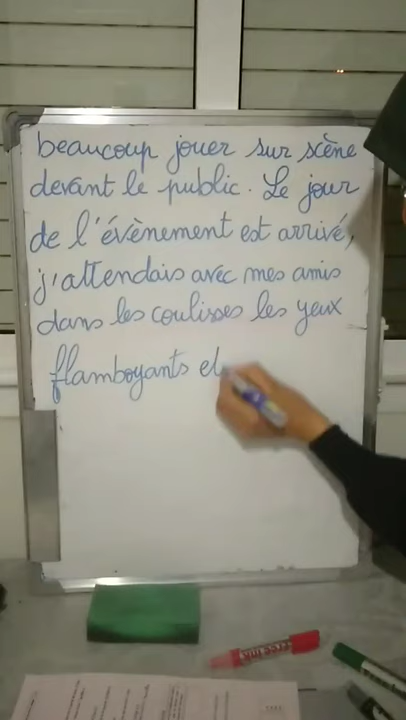 beaucoup jouer sur scène
devant le public. Le jour
de l'évènement est arrivé,
j'attendais avec mes amis
dans les coulisses les yeux
flamboyants et